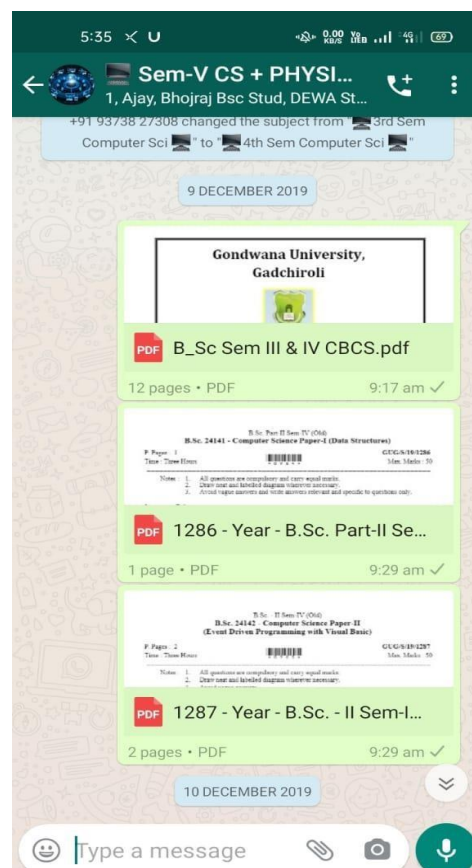 5:35
0.00 KB/S
Vo LTE
4G
69
Sem-V CS + PHYSI...
1, Ajay, Bhojraj Bsc Stud, DEWA St...
+91 93738 27308 changed the subject from "3rd Sem
Computer Sci" to "4th Sem Computer Sci"
9 DECEMBER 2019
Gondwana University,
Gadchiroli
PDF B_Sc Sem III & IV CBCS.pdf
12 pages • PDF 9:17 am
B.Sc. Part II Sem IV (Old)
B.Sc. 24141 - Computer Science Paper-I (Data Structures)
P. Pages : 1 GUG/S/19/1286
Time : Three Hours Max. Marks : 50
Notes : 1. All questions are compulsory and carry equal marks.
2. Draw neat and labelled diagram wherever necessary.
3. Avoid vague answers and write answers relevant and specific to questions only.
PDF 1286 - Year - B.Sc. Part-II Se...
1 page • PDF 9:29 am
B.Sc. - II Sem IV (Old)
B.Sc. 24142 - Computer Science Paper-II
(Event Driven Programming with Visual Basic)
P. Pages : 2 GUG/S/19/1287
Time : Three Hours Max. Marks : 50
Notes : 1. All questions are compulsory and carry equal marks.
2. Draw neat and labelled diagram wherever necessary.
PDF 1287 - Year - B.Sc. - II Sem-I...
2 pages • PDF 9:29 am
10 DECEMBER 2019
Type a message